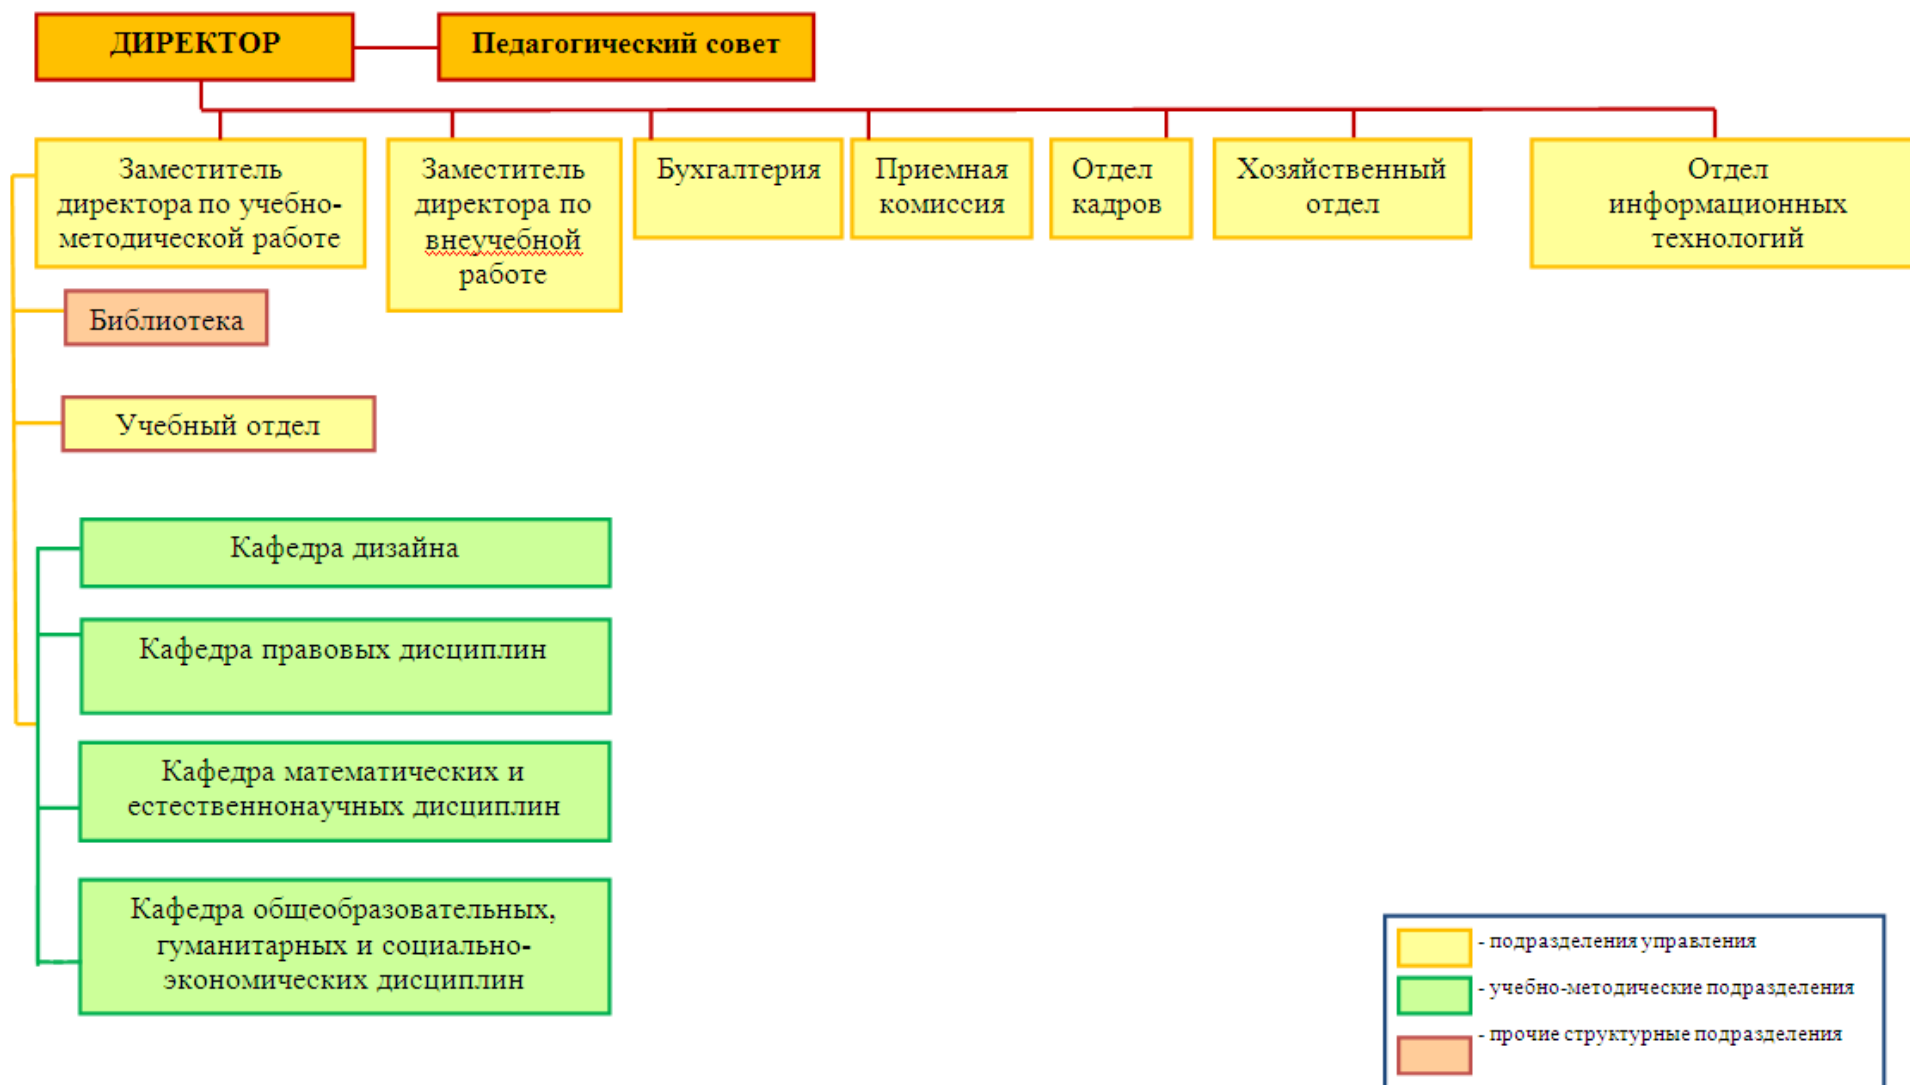 ДИРЕКТОР
Педагогический совет
Заместитель
директора по учебно-
методической работе
Заместитель
директора по
внеучебной
работе
Бухгалтерия
Приемная
комиссия
Отдел
кадров
Хозяйственный
отдел
Отдел
информационных
технологий
Библиотека
Учебный отдел
Кафедра дизайна
Кафедра правовых дисциплин
Кафедра математических и
естественнонаучных дисциплин
Кафедра общеобразовательных,
гуманитарных и социально-
экономических дисциплин
- подразделения управления
- учебно-методические подразделения
- прочие структурные подразделения